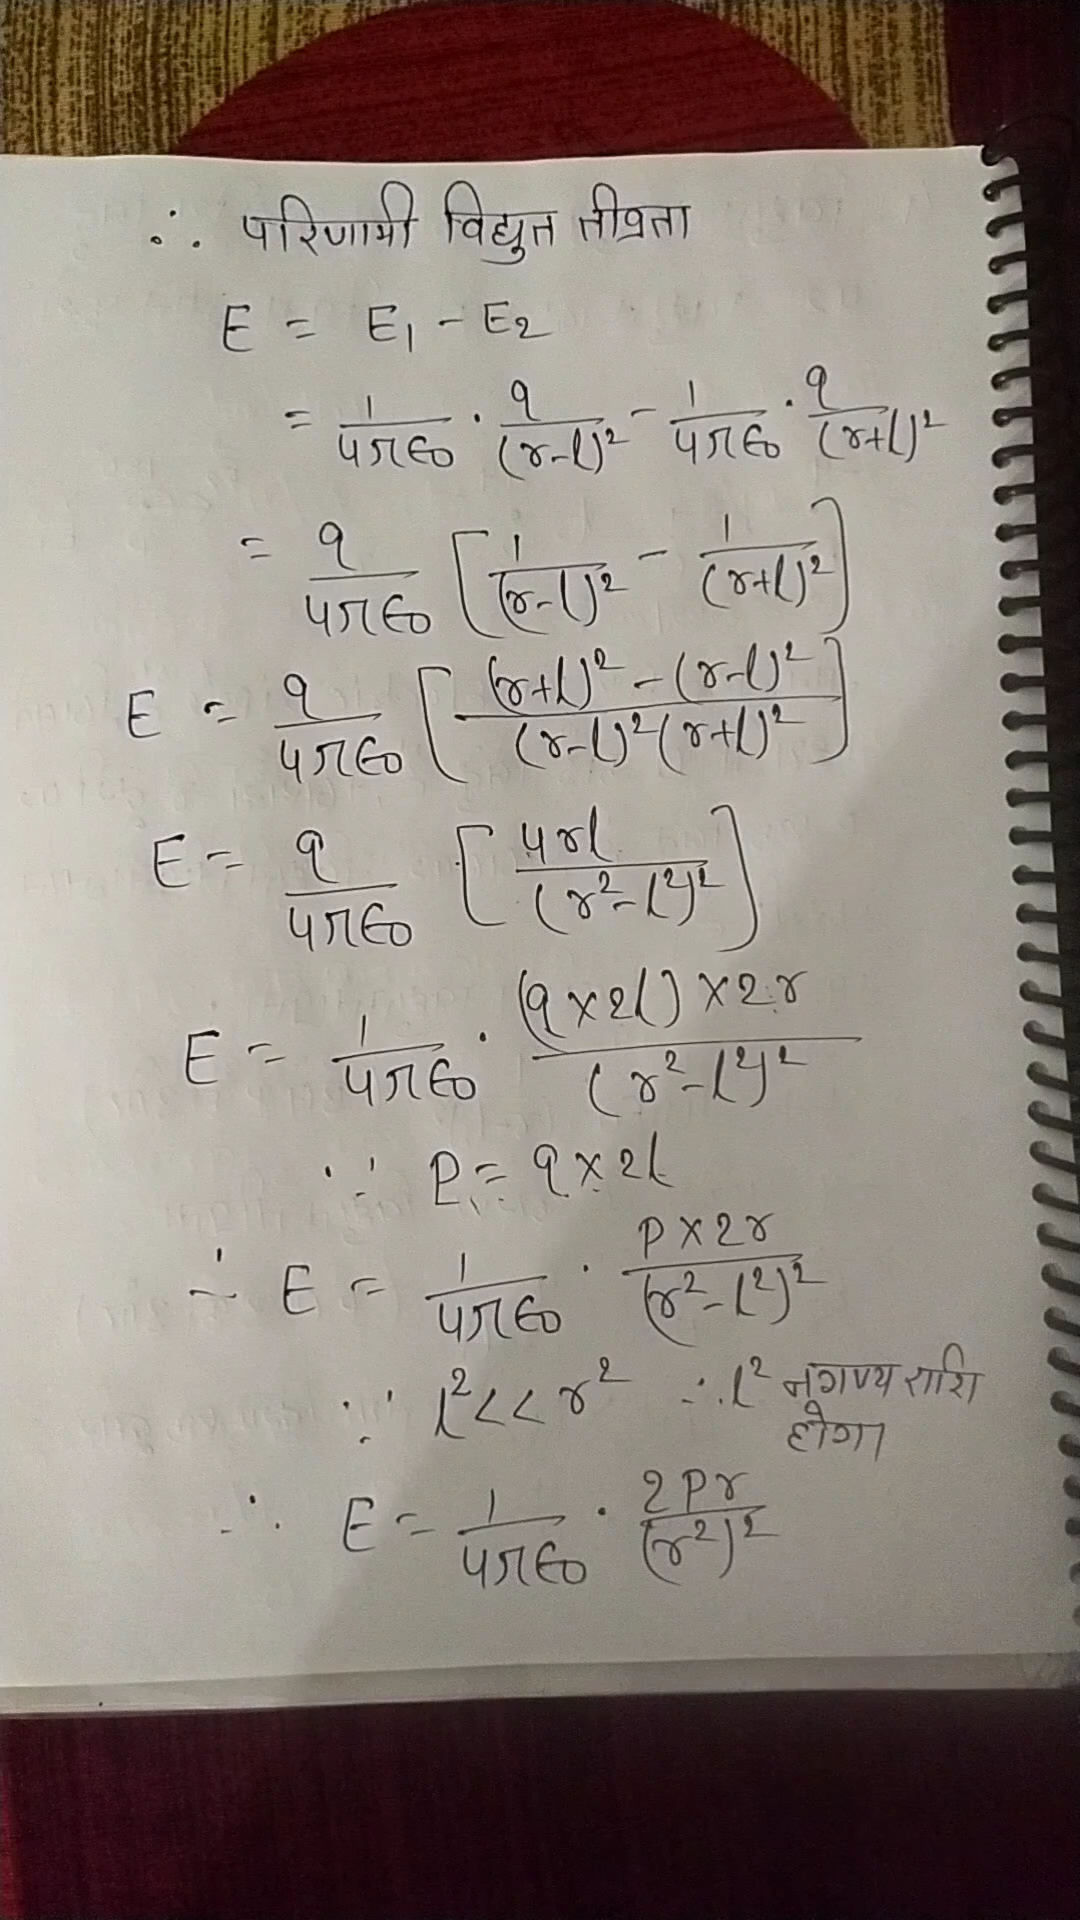 ∴ परिणामी विद्युत तीव्रता
E = E₁ - E₂
= 1/4πε₀ · q/(r-l)² - 1/4πε₀ · q/(r+l)²
= q/4πε₀ [1/(r-l)² - 1/(r+l)²]
E = q/4πε₀ [(r+l)² - (r-l)²/(r-l)²(r+l)²]
E = q/4πε₀ [4rl/(r²-l²)²]
E = 1/4πε₀ · (q×2l)×2r/(r²-l²)²
∵ P = q×2l
∴ E = 1/4πε₀ · P×2r/(r²-l²)²
∵ l²<<r² ∴ l² नगण्य राशि
होगा
∴ E = 1/4πε₀ · 2Pr/(r²)²